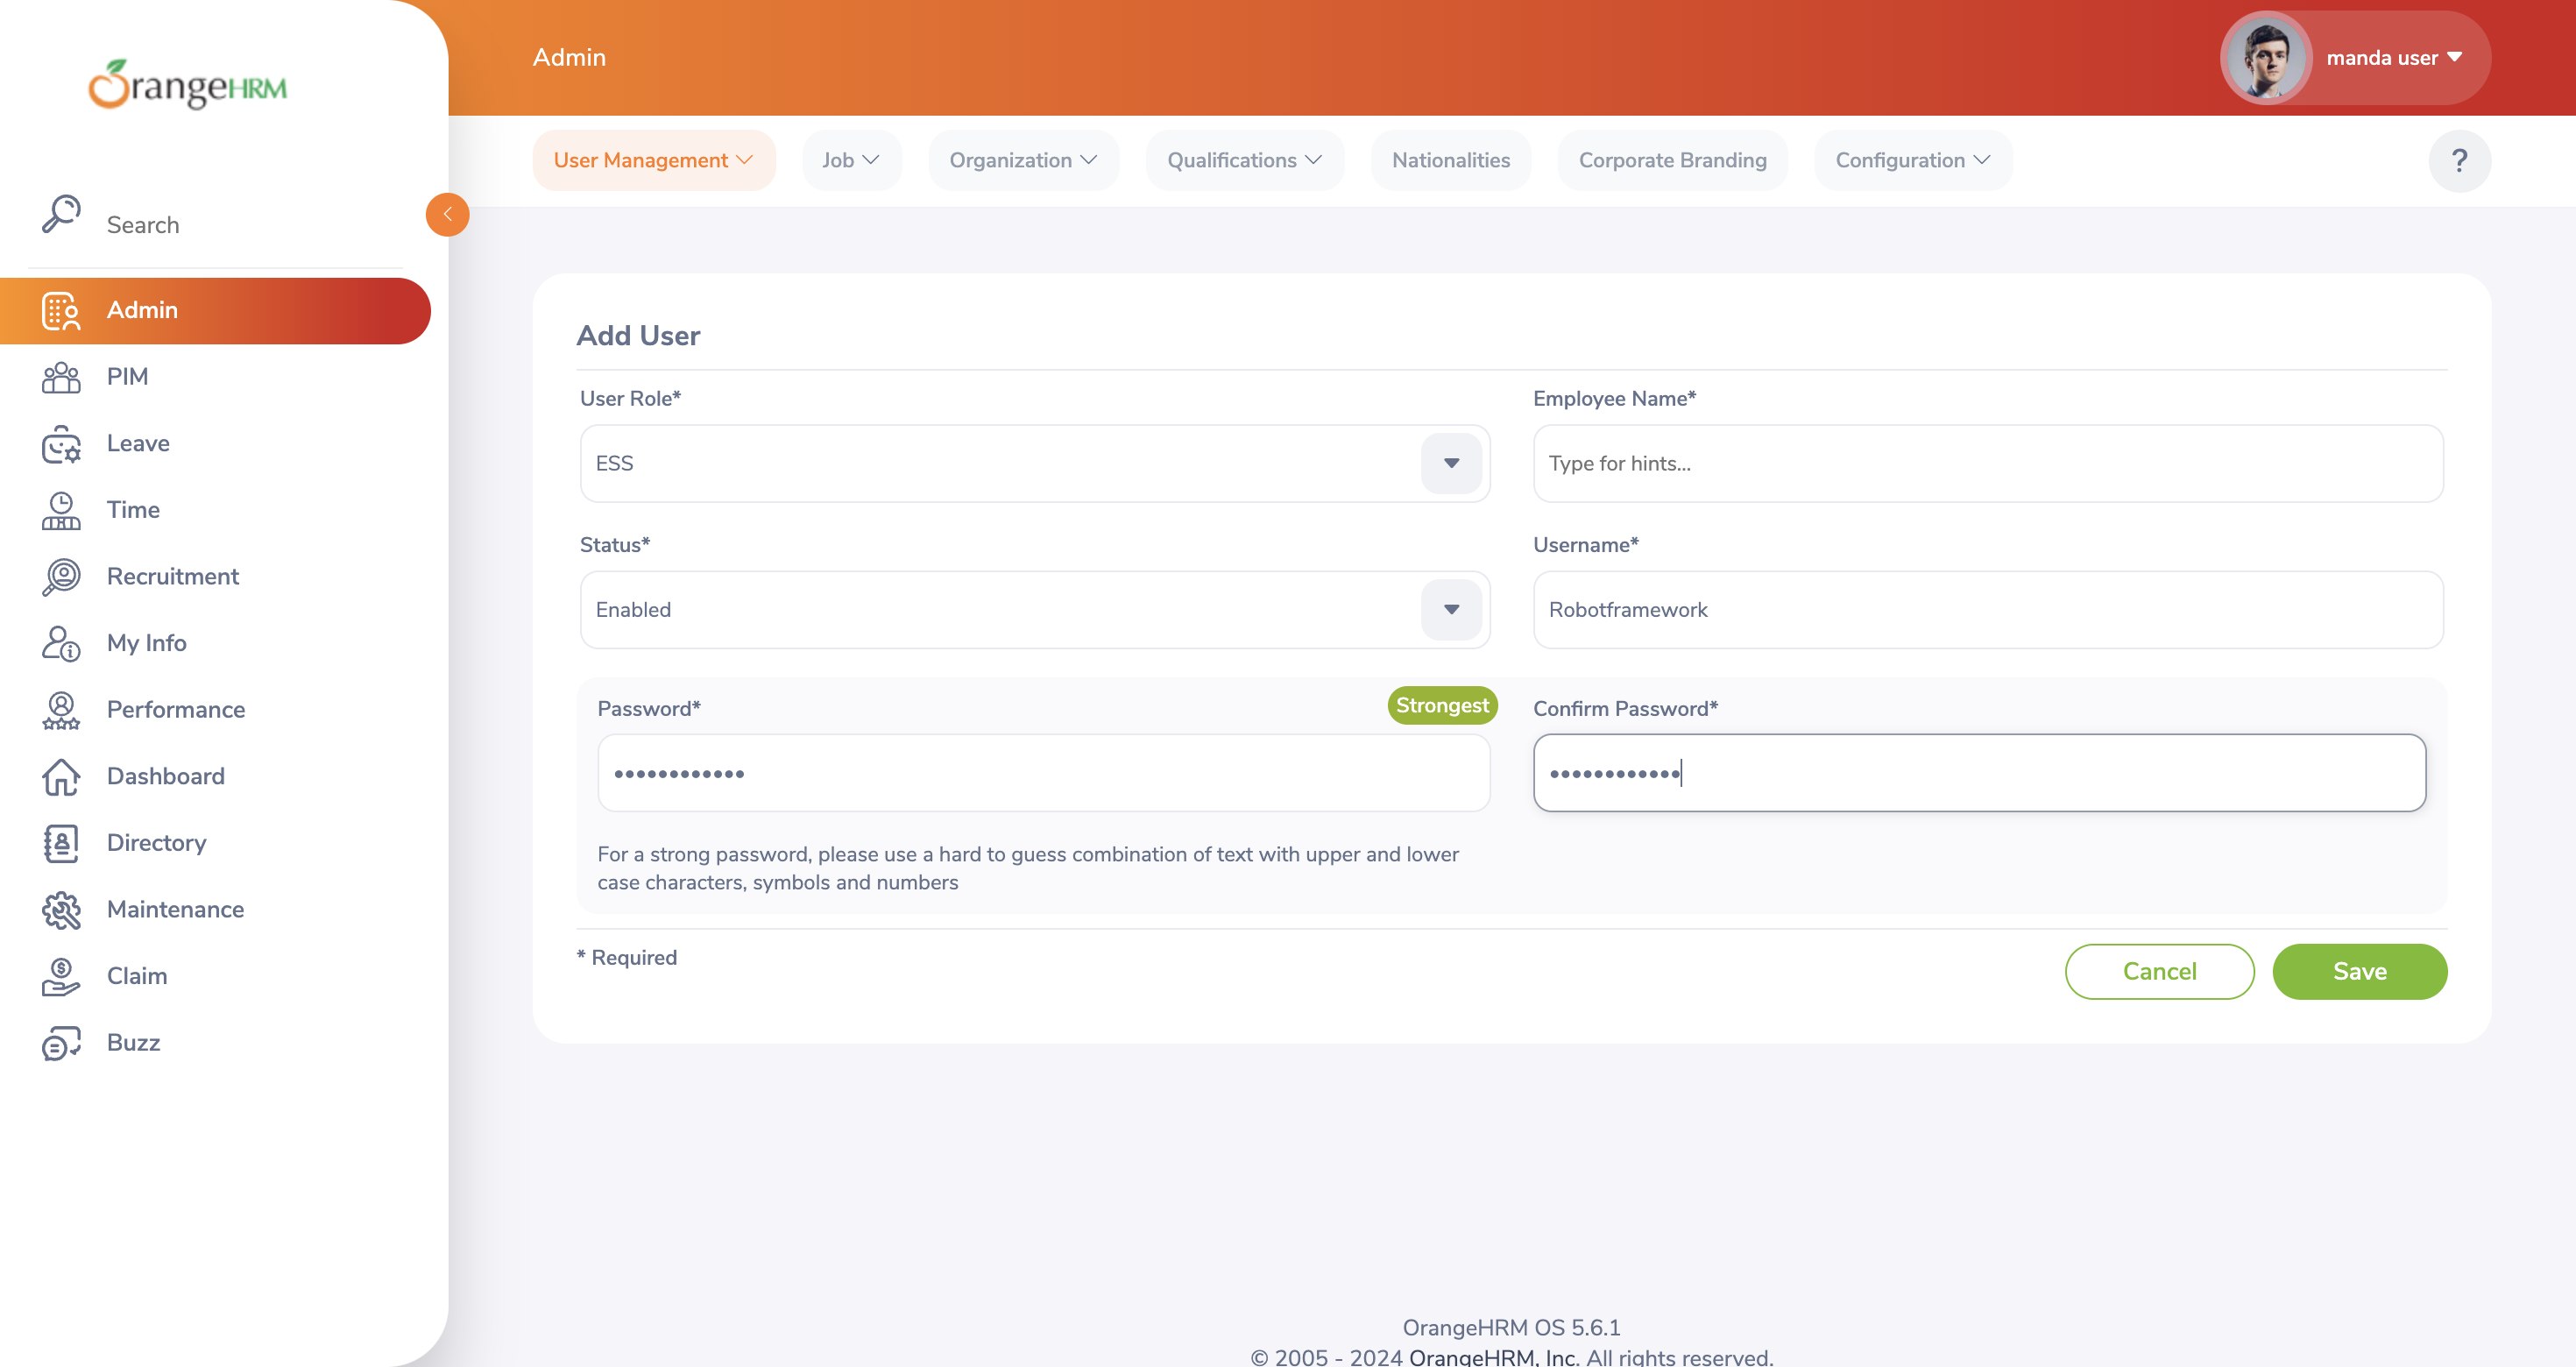 OrangeHRM
Search
Admin
PIM
Leave
Time
Recruitment
My Info
Performance
Dashboard
Directory
Maintenance
Claim
Buzz
Admin
manda user
User Management
Job
Organization
Qualifications
Nationalities
Corporate Branding
Configuration
?
Add User
User Role*
Employee Name*
ESS
Type for hints...
Status*
Username*
Enabled
Robotframework
Password*
Strongest
Confirm Password*
••••••••••••
••••••••••••
For a strong password, please use a hard to guess combination of text with upper and lower
case characters, symbols and numbers
* Required
Cancel
Save
OrangeHRM OS 5.6.1
© 2005 - 2024 OrangeHRM, Inc. All rights reserved.